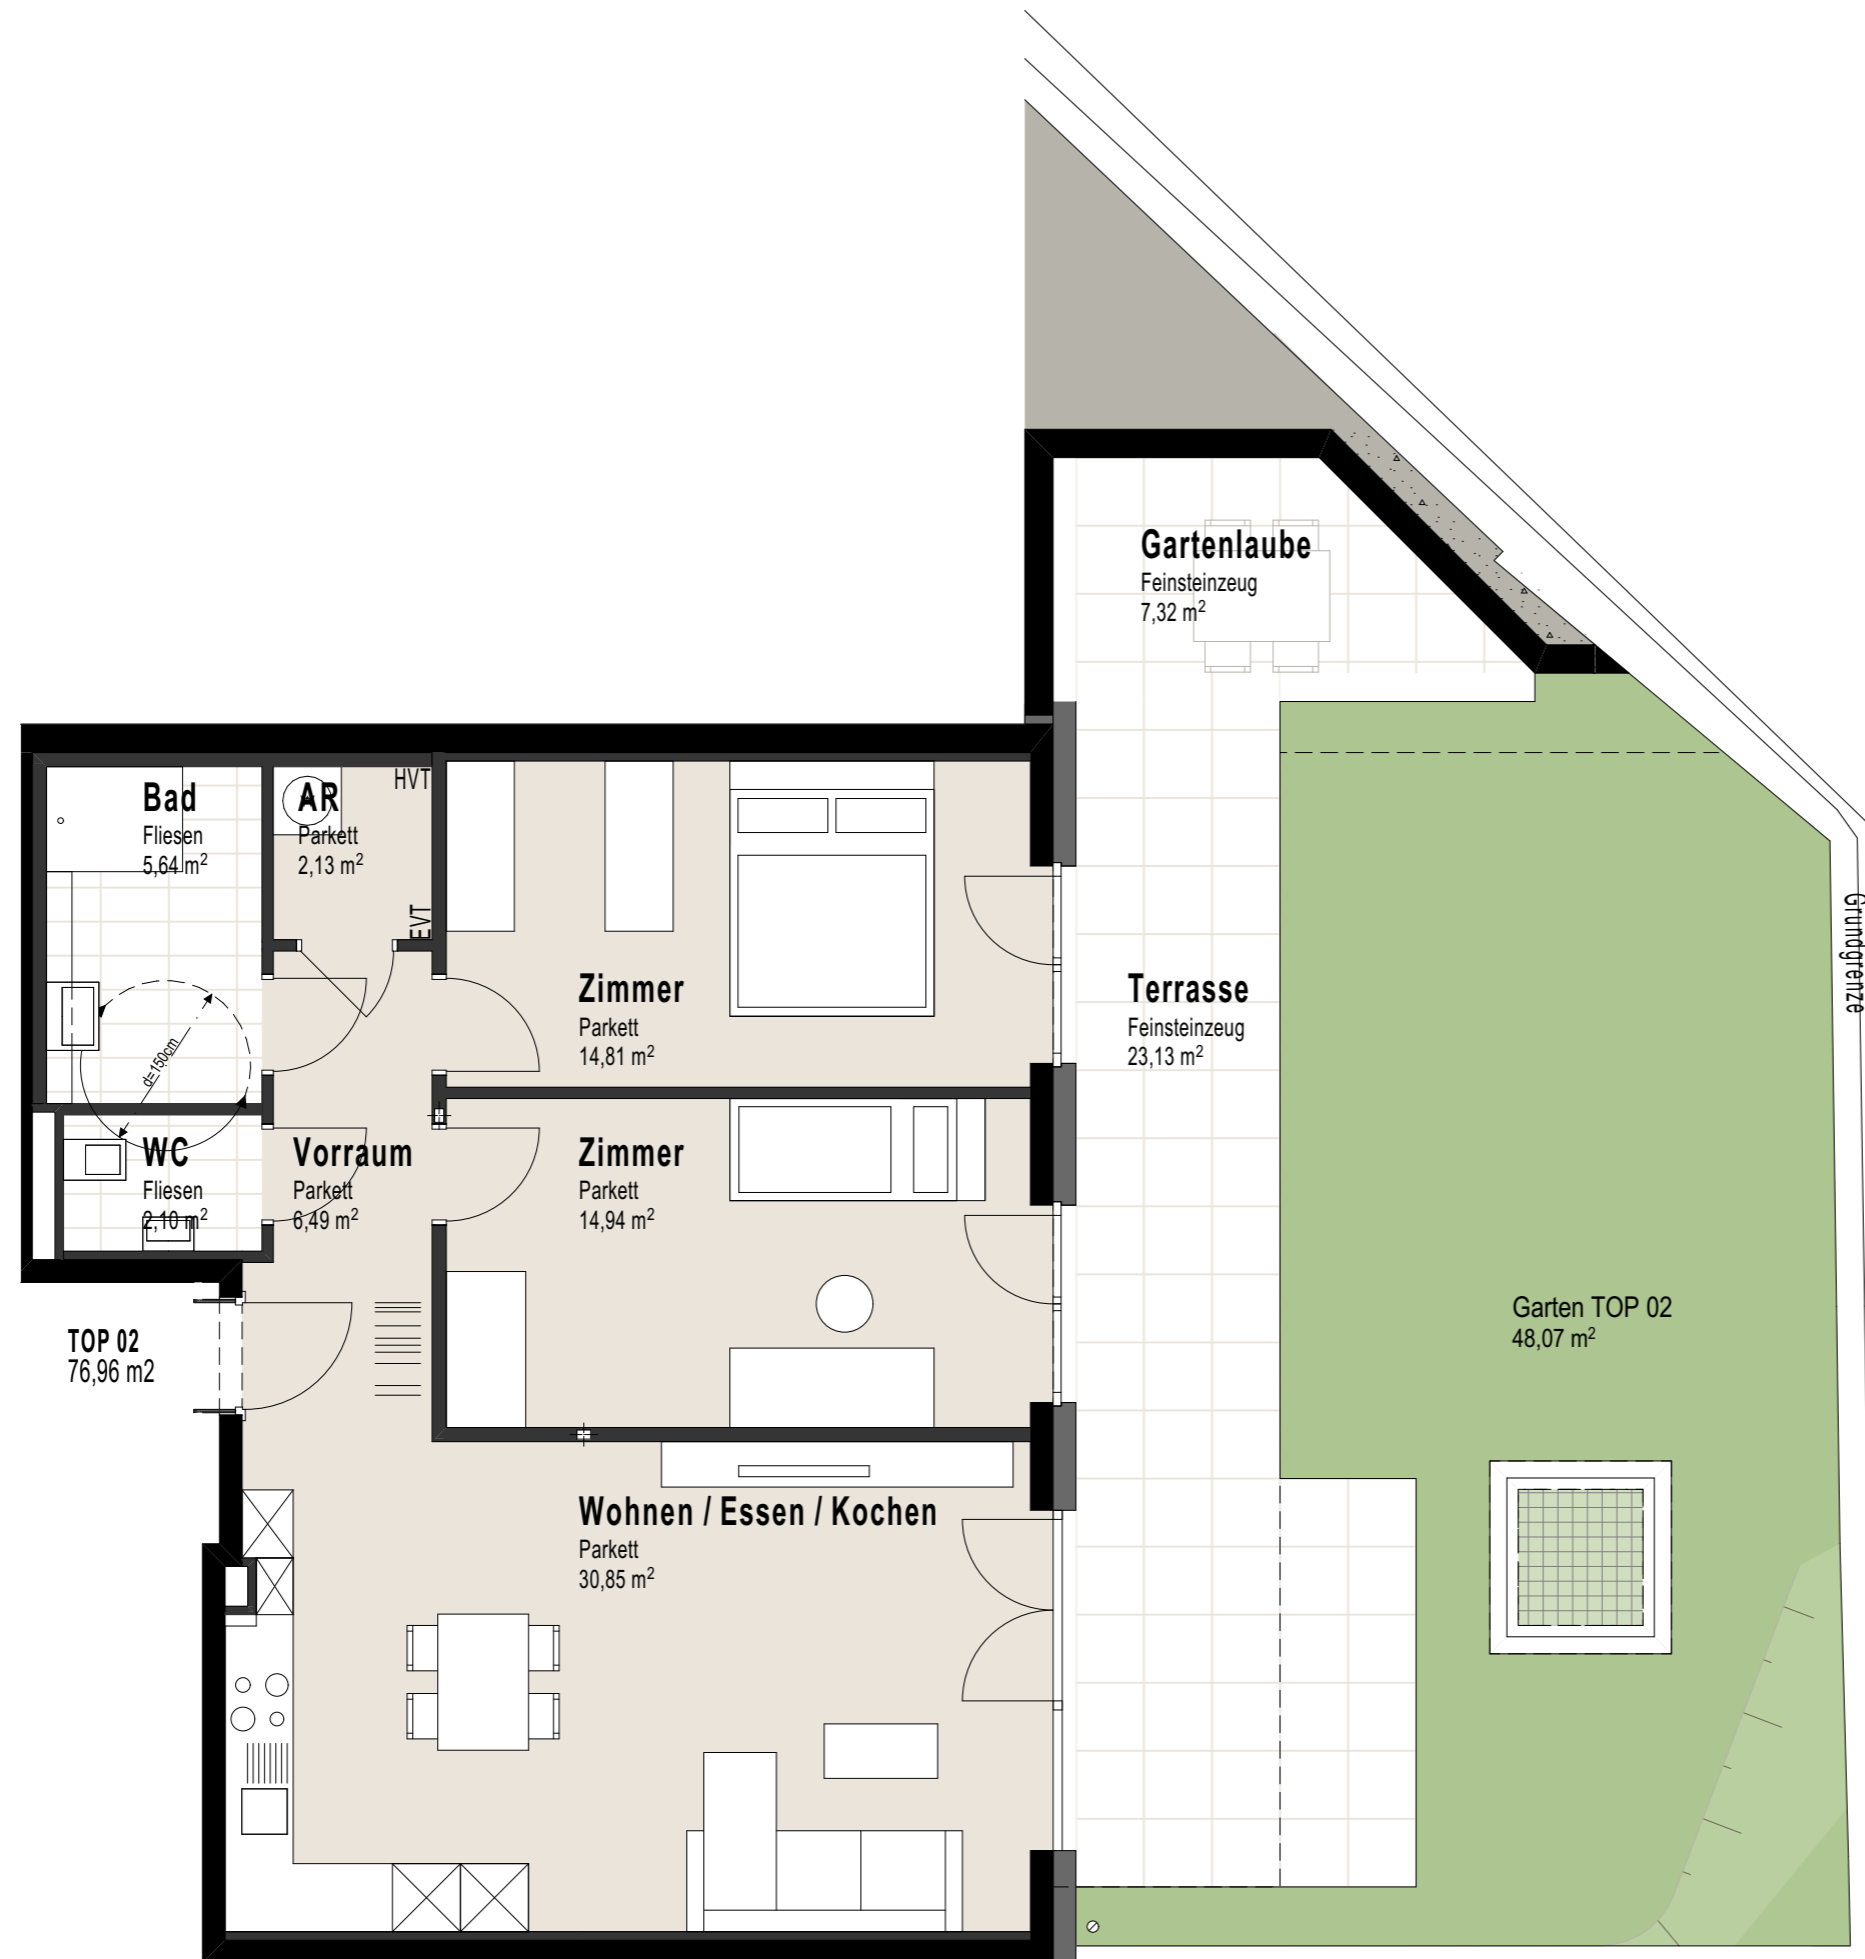 Gartenlaube
Feinsteinzeug
7,32 m²
Bad
Fliesen
5,64 m²
AR
Parkett
2,13 m²
HVT
EVT
Zimmer
Parkett
14,81 m²
Terrasse
Feinsteinzeug
23,13 m²
Grundgrenze
d=150cm
WC
Fliesen
2,10 m²
Vorraum
Parkett
6,49 m²
Zimmer
Parkett
14,94 m²
TOP 02
76,96 m2
Garten TOP 02
48,07 m²
Wohnen / Essen / Kochen
Parkett
30,85 m²